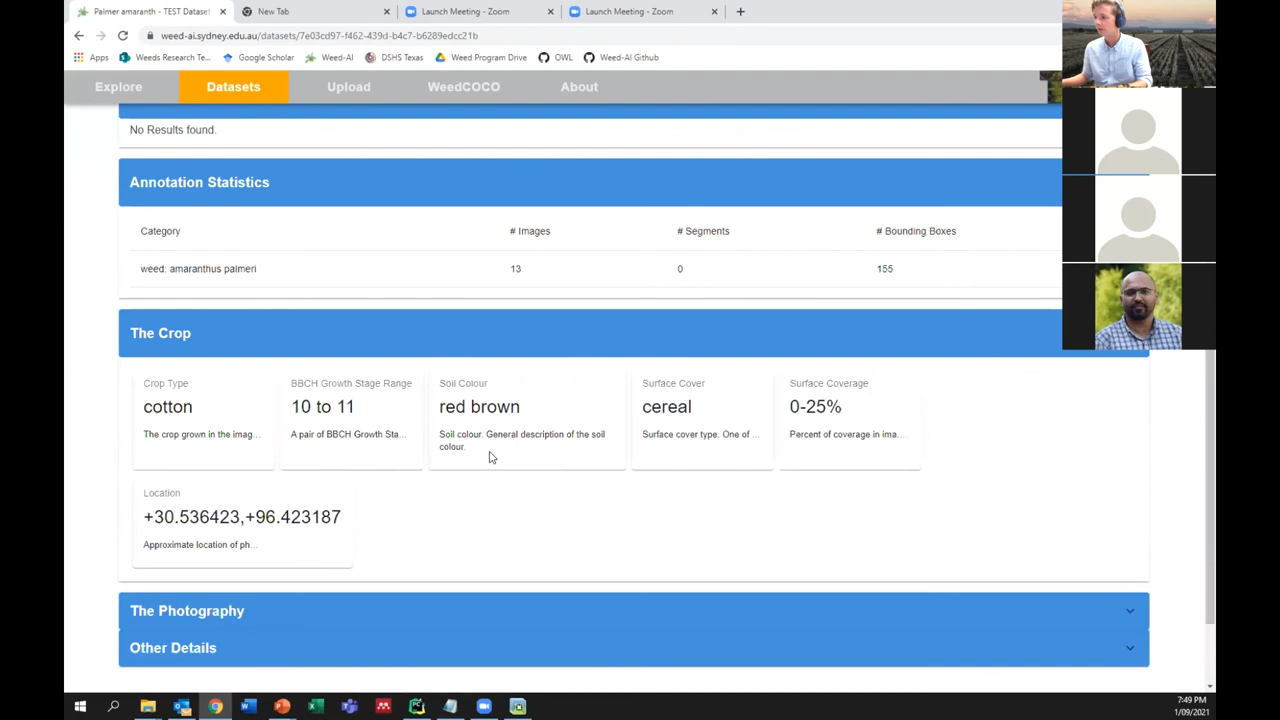 Palmer amaranth - TEST Datase
New Tab
Launch Meeting - Zoom
Launch Meeting - Zoom
weed-ai.sydney.edu.au/datasets/7e03cd97-f462-439d-b4c7-b6289edcc21b
Apps
Weeds Research Te...
Google Scholar
Weed-AI
DSHS Texas
Weed Program Drive
OWL
Weed-AI Github
Explore
Datasets
Upload
WeedCOCO
About
No Results found.
Annotation Statistics
Category
# Images
# Segments
# Bounding Boxes
weed: amaranthus palmeri
13
0
155
The Crop
Crop Type
cotton
The crop grown in the imag...
BBCH Growth Stage Range
10 to 11
A pair of BBCH Growth Sta...
Soil Colour
red brown
Soil colour. General description of the soil
colour.
Surface Cover
cereal
Surface cover type. One of ...
Surface Coverage
0-25%
Percent of coverage in ima...
Location
+30.536423,+96.423187
Approximate location of ph...
The Photography
Other Details
7:49 PM
1/09/2021